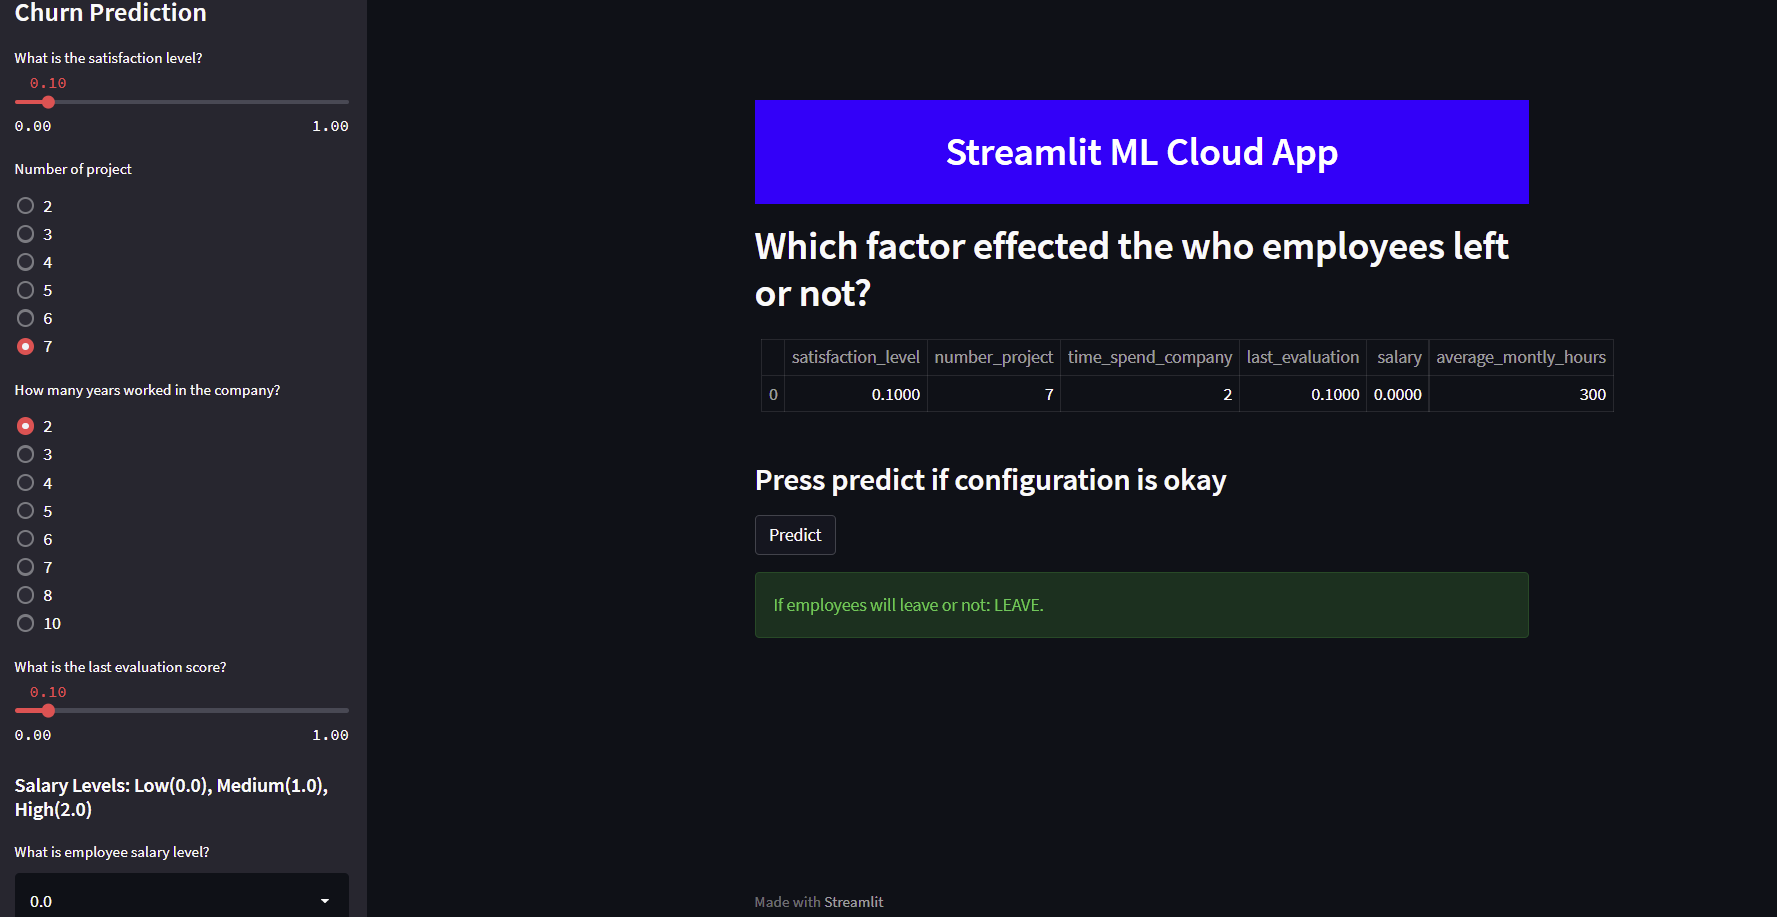 Churn Prediction
What is the satisfaction level?
0.10
0.00 1.00
Number of project
2
3
4
5
6
7
How many years worked in the company?
2
3
4
5
6
7
8
10
What is the last evaluation score?
0.10
0.00 1.00
Salary Levels: Low(0.0), Medium(1.0),
High(2.0)
What is employee salary level?
0.0
Streamlit ML Cloud App
Which factor effected the who employees left
or not?
satisfaction_level number_project time_spend_company last_evaluation salary average_montly_hours
0 0.1000 7 2 0.1000 0.0000 300
Press predict if configuration is okay
Predict
If employees will leave or not: LEAVE.
Made with Streamlit